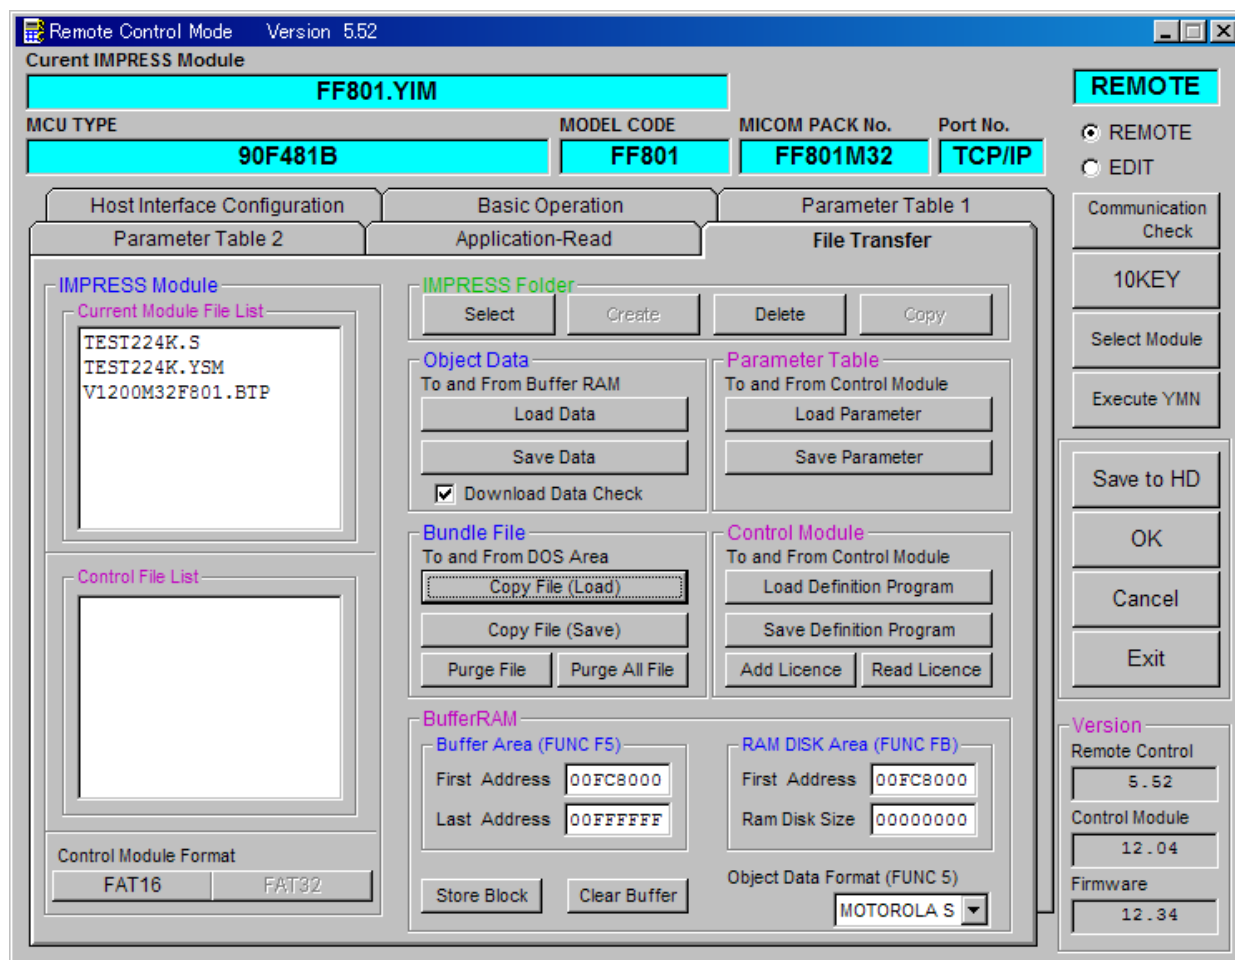 Remote Control Mode Version 5.52
Curent IMPRESS Module
FF801.YIM
MCU TYPE
MODEL CODE
MICOM PACK No.
Port No.
90F481B
FF801
FF801M32
TCP/IP
REMOTE
REMOTE
EDIT
Host Interface Configuration
Basic Operation
Parameter Table 1
Parameter Table 2
Application-Read
File Transfer
IMPRESS Module
Current Module File List
TEST224K.S
TEST224K.YSM
V1200M32F801.BTP
Control File List
Control Module Format
FAT16
FAT32
IMPRESS Folder
Select
Create
Delete
Copy
Object Data
To and From Buffer RAM
Load Data
Save Data
Download Data Check
Parameter Table
To and From Control Module
Load Parameter
Save Parameter
Bundle File
To and From DOS Area
Copy File (Load)
Copy File (Save)
Purge File
Purge All File
Control Module
To and From Control Module
Load Definition Program
Save Definition Program
Add Licence
Read Licence
BufferRAM
Buffer Area (FUNC F5)
First Address 00FC8000
Last Address 00FFFFFF
RAM DISK Area (FUNC FB)
First Address 00FC8000
Ram Disk Size 00000000
Store Block
Clear Buffer
Object Data Format (FUNC 5)
MOTOROLA S
Communication
Check
10KEY
Select Module
Execute YMN
Save to HD
OK
Cancel
Exit
Version
Remote Control
5.52
Control Module
12.04
Firmware
12.34